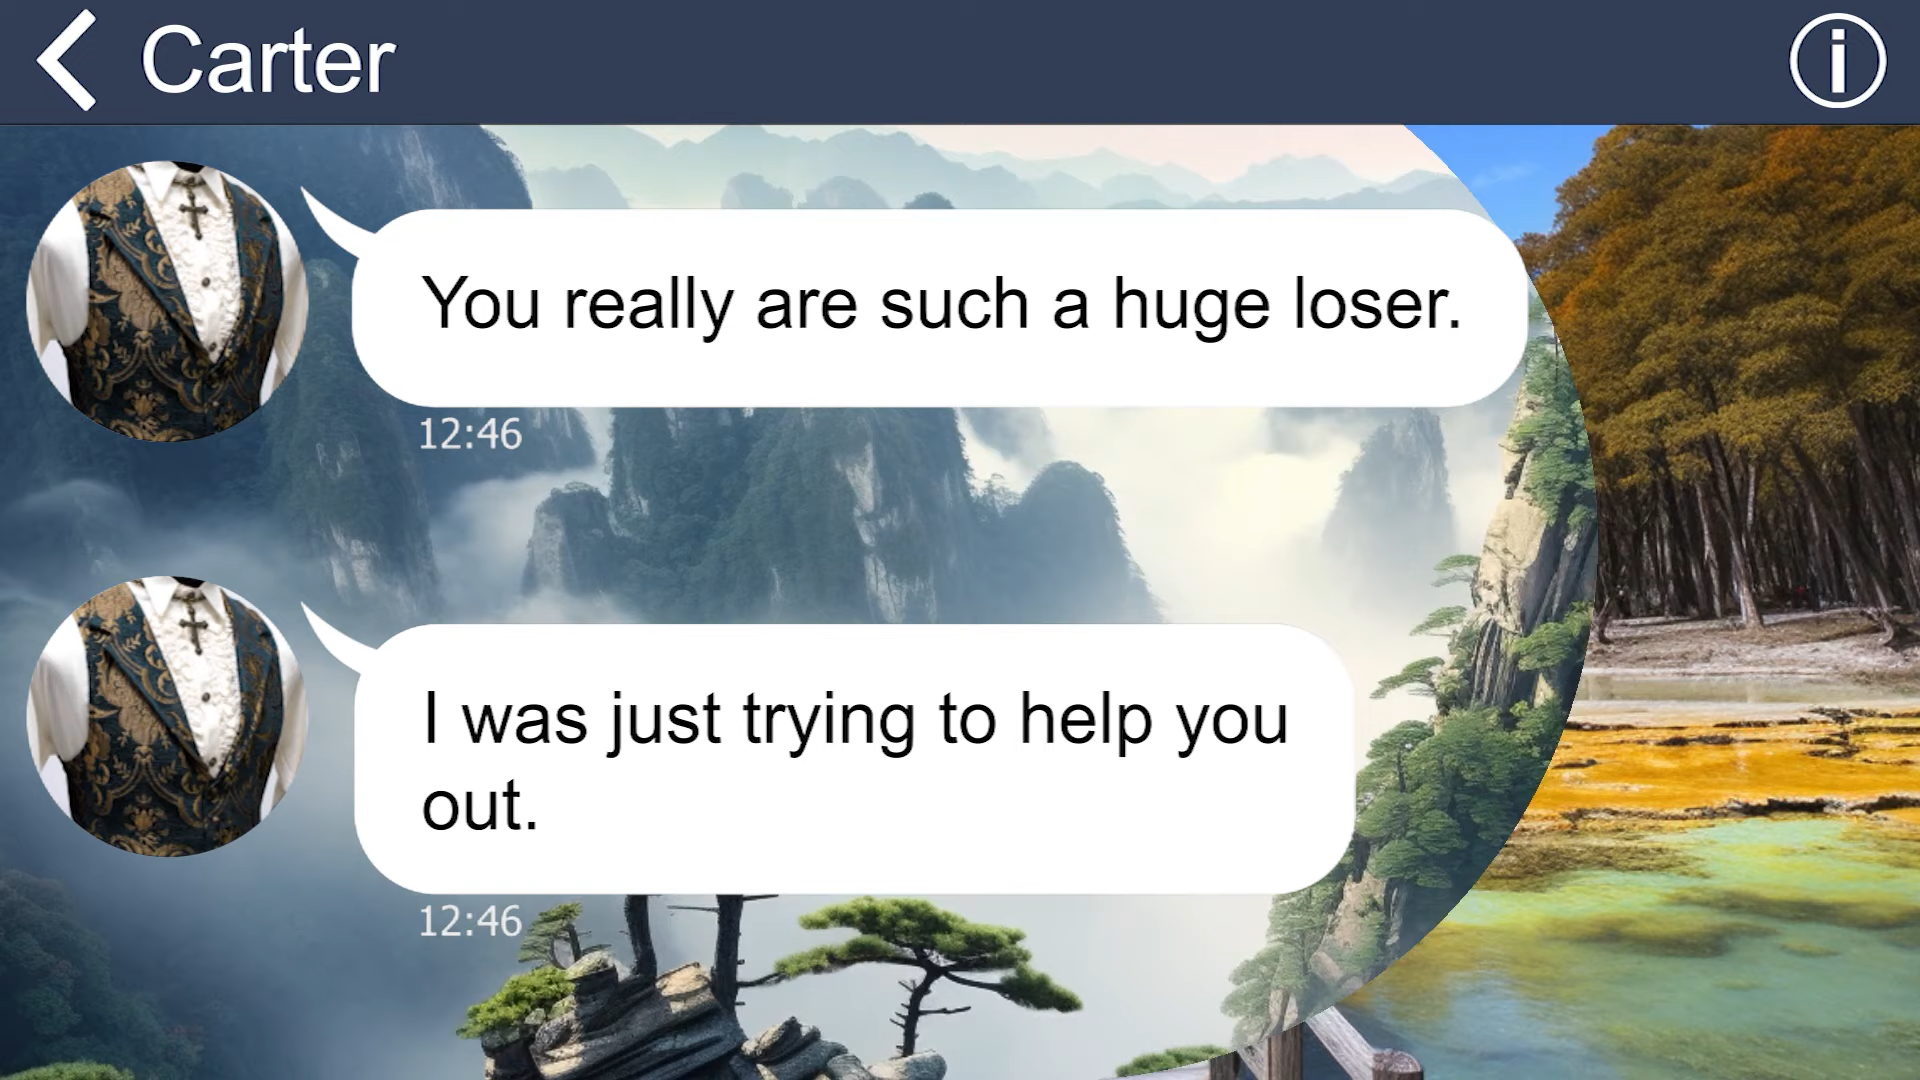 Carter
You really are such a huge loser.
12:46
I was just trying to help you
out.
12:46